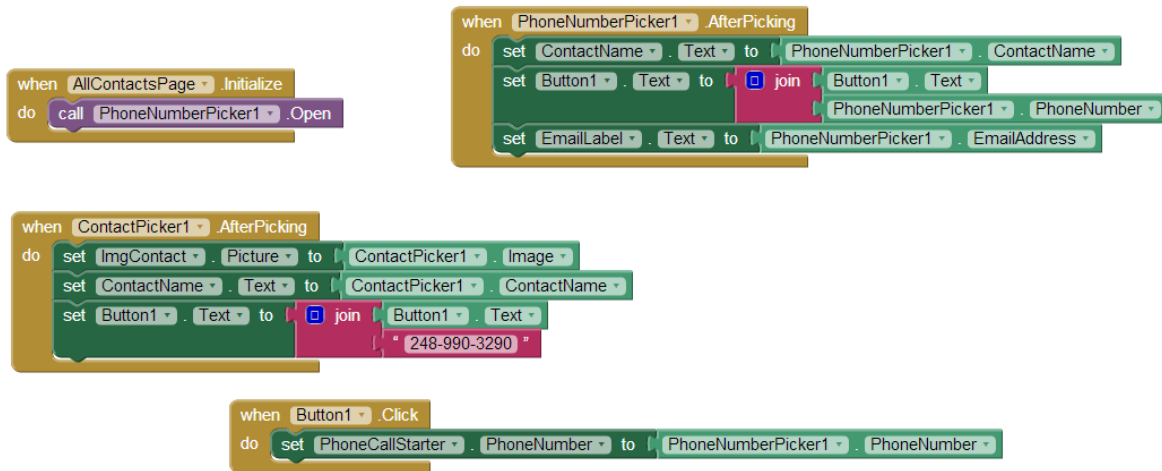 when AllContactsPage .Initialize
do call PhoneNumberPicker1 .Open
when PhoneNumberPicker1 .AfterPicking
do set ContactName . Text to PhoneNumberPicker1 . ContactName
set Button1 . Text to join Button1 . Text
PhoneNumberPicker1 . PhoneNumber
set EmailLabel . Text to PhoneNumberPicker1 . EmailAddress
when ContactPicker1 .AfterPicking
do set ImgContact . Picture to ContactPicker1 . Image
set ContactName . Text to ContactPicker1 . ContactName
set Button1 . Text to join Button1 . Text
“ 248-990-3290 ”
when Button1 .Click
do set PhoneCallStarter . PhoneNumber to PhoneNumberPicker1 . PhoneNumber